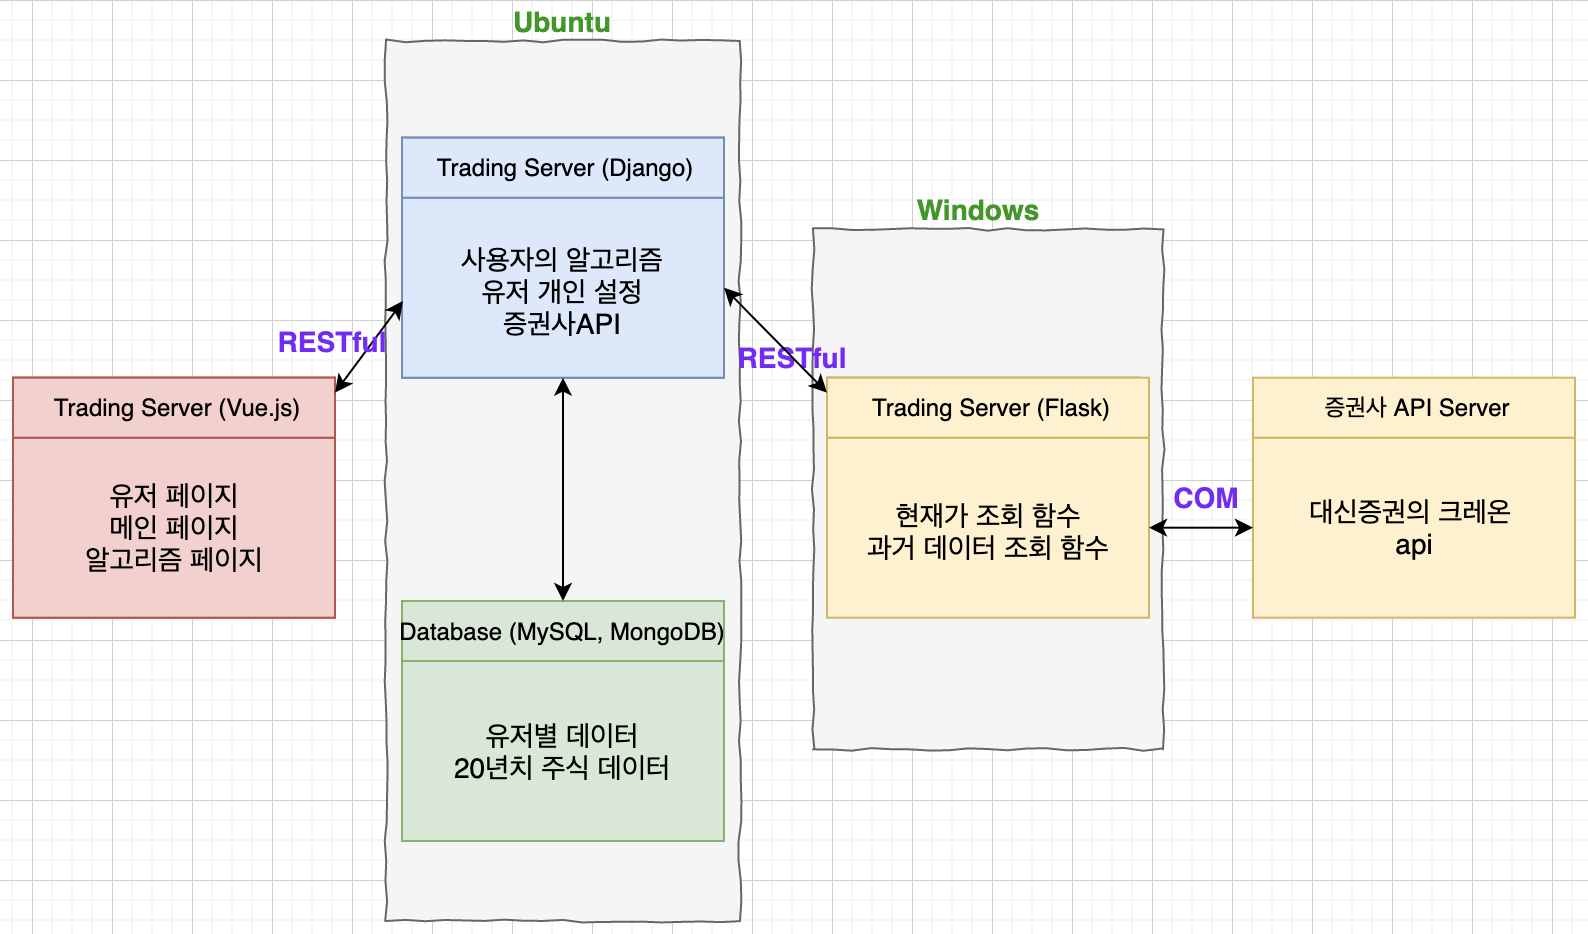 Ubuntu
Trading Server (Django)
사용자의 알고리즘
유저 개인 설정
증권사API
Windows
RESTful
RESTful
Trading Server (Vue.js)
유저 페이지
메인 페이지
알고리즘 페이지
Trading Server (Flask)
현재가 조회 함수
과거 데이터 조회 함수
COM
증권사 API Server
대신증권의 크레온
api
Database (MySQL, MongoDB)
유저별 데이터
20년치 주식 데이터